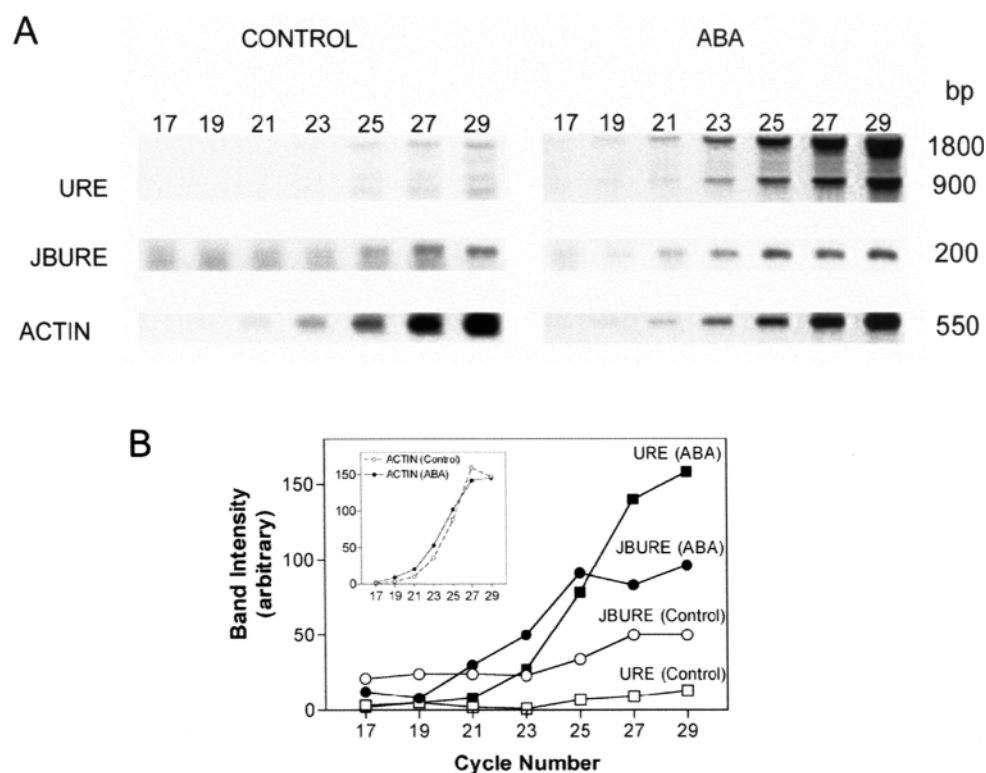 A
CONTROL ABA
bp
17 19 21 23 25 27 29 17 19 21 23 25 27 29
1800
URE 900
JBURE 200
ACTIN 550
B
ACTIN (Control)
ACTIN (ABA)
150
100
50
0
17 19 21 23 25 27 29
URE (ABA)
JBURE (ABA)
JBURE (Control)
URE (Control)
Band Intensity
(arbitrary)
150
100
50
0
17 19 21 23 25 27 29
Cycle Number